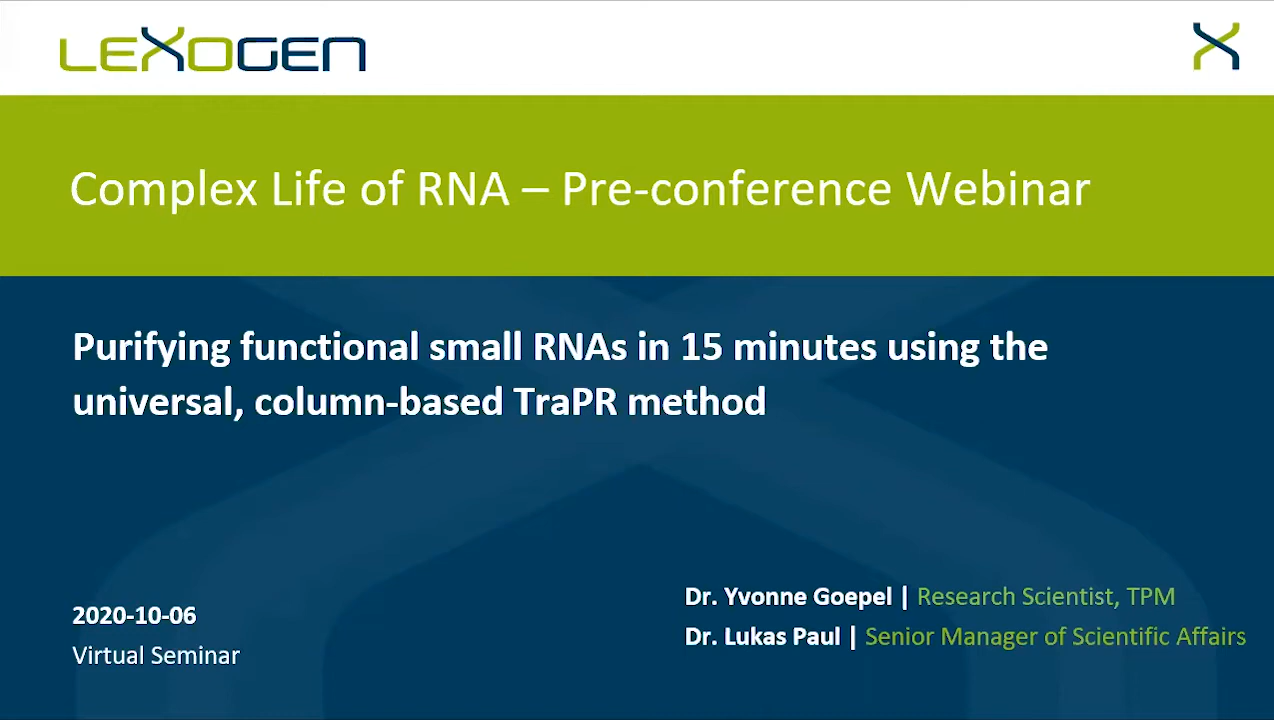 LEXOGEN
Complex Life of RNA – Pre-conference Webinar
Purifying functional small RNAs in 15 minutes using the
universal, column-based TraPR method
2020-10-06
Virtual Seminar
Dr. Yvonne Goepel | Research Scientist, TPM
Dr. Lukas Paul | Senior Manager of Scientific Affairs